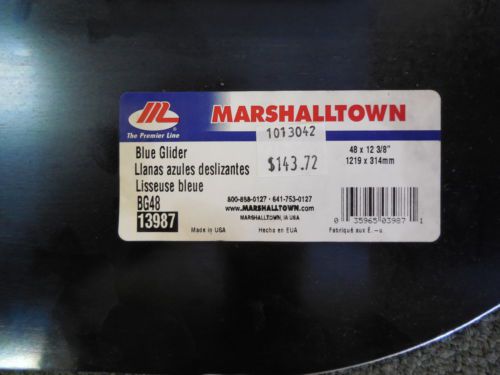 ML
The Premier Line
MARSHALLTOWN
1013042
$143.72
Blue Glider
Llanas azules deslizantes
Lisseuse bleue
BG48
13987
48 x 12 3/8"
1219 x 314mm
800-888-0127 · 641-753-0127
www.MARSHALLTOWN.com
MARSHALLTOWN, IA USA
Made in USA
Hecho en EUA
Fabriqué aux É.-u
0 35965 03987 1